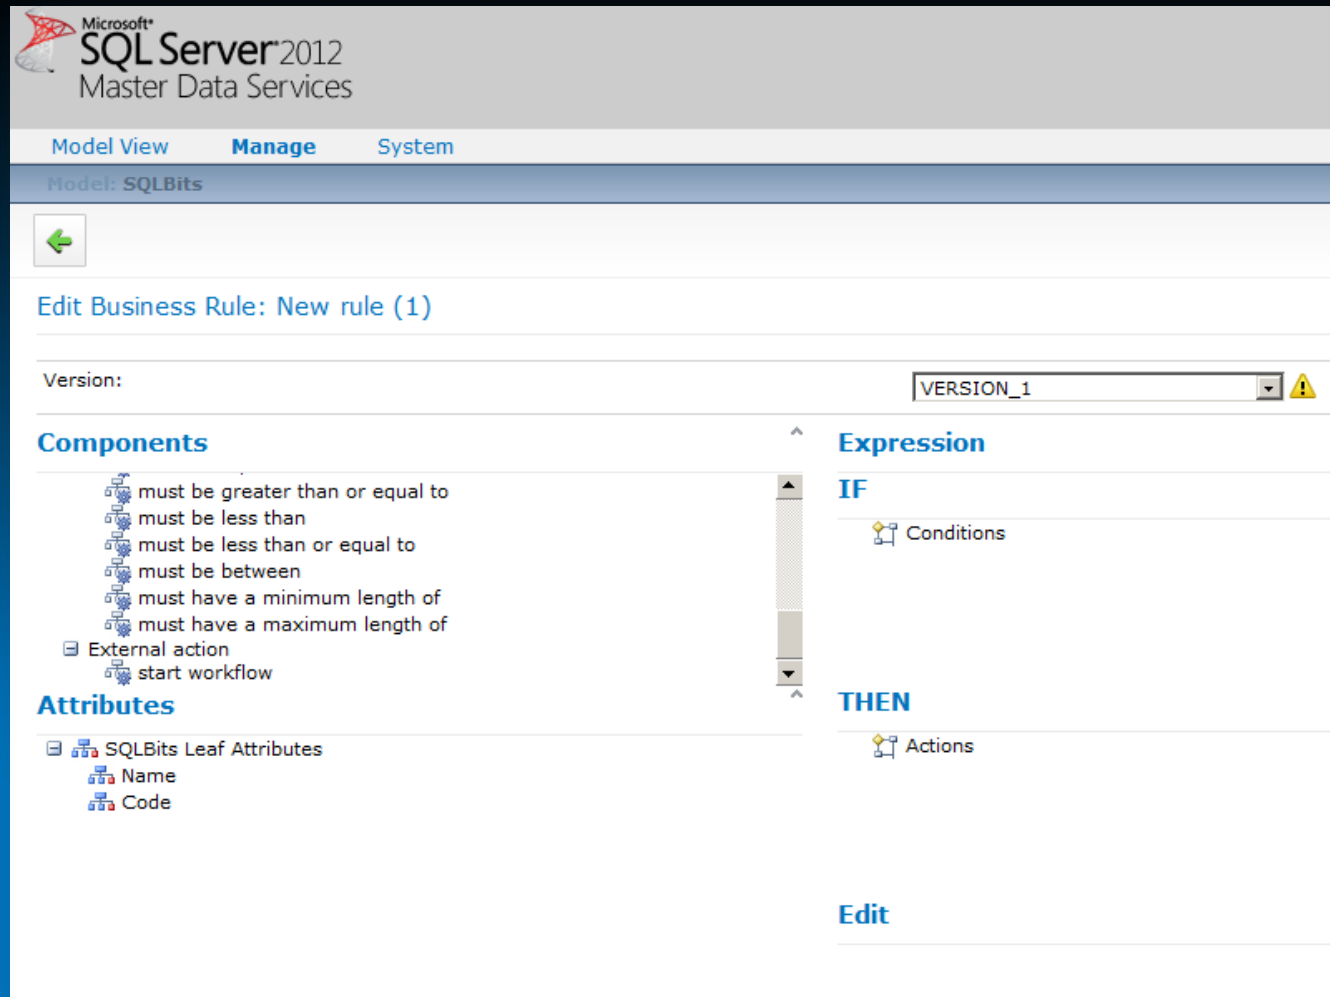 Microsoft®
SQL Server® 2012
Master Data Services
Model View Manage System
Model: SQLBits
Edit Business Rule: New rule (1)
Version:
VERSION_1
Components
must be greater than or equal to
must be less than
must be less than or equal to
must be between
must have a minimum length of
must have a maximum length of
External action
start workflow
Attributes
SQLBits Leaf Attributes
Name
Code
Expression
IF
Conditions
THEN
Actions
Edit